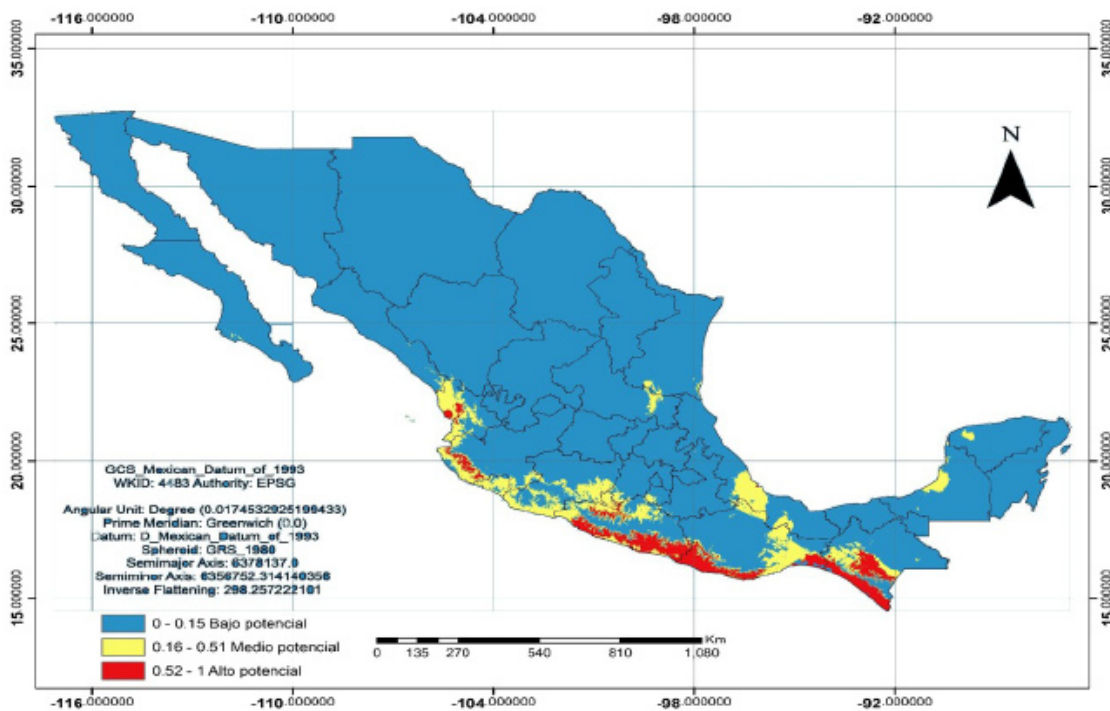 -116.000000 -110.000000 -104.000000 -98.000000 -92.000000
35.000000 35.000000
30.000000 30.000000
25.000000 25.000000
20.000000 20.000000
15.000000 15.000000
N
GCS_Mexican_Datum_of_1993
WKID: 4483 Authority: EPSG
Angular Unit: Degree (0.0174532925199433)
Prime Meridian: Greenwich (0.0)
Datum: D_Mexican_Datum_of_1993
Spheroid: GRS_1980
Semimajor Axis: 6378137.0
Semiminor Axis: 6356752.314140356
Inverse Flattening: 298.257222101
0 - 0.15 Bajo potencial
0.16 - 0.51 Medio potencial
0.52 - 1 Alto potencial
Km
0 135 270 540 810 1,080
-116.000000 -110.000000 -104.000000 -98.000000 -92.000000